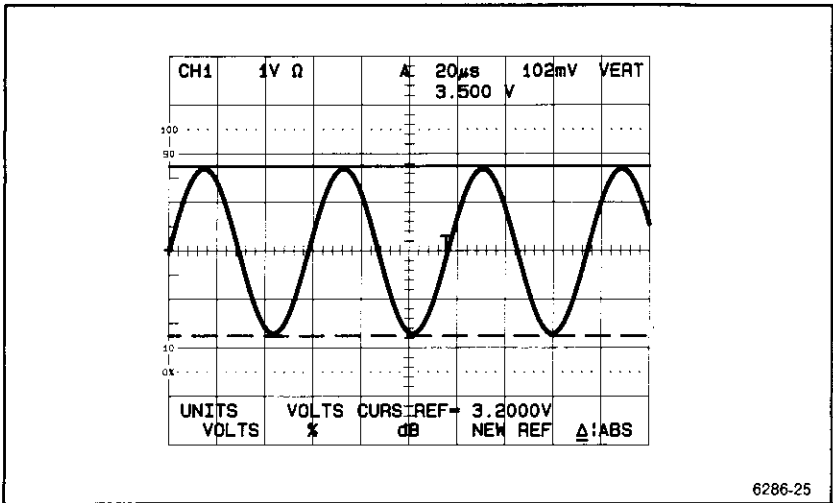 CH1 1V Ω A 20µs 102mV VERT
3.500 V
100
90
T
10
0%
UNITS VOLTS CURS REF= 3.2000V
VOLTS % dB NEW REF Δ:ABS
6286-25